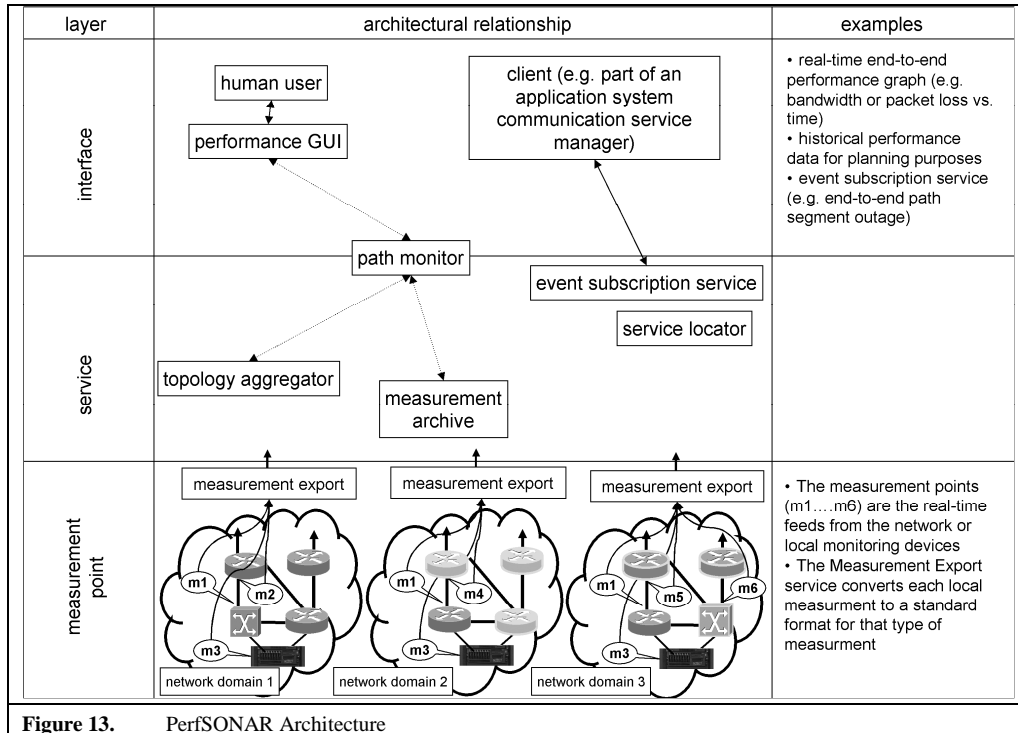 layer
architectural relationship
examples
interface
human user
performance GUI
client (e.g. part of an
application system
communication service
manager)
• real-time end-to-end
performance graph (e.g.
bandwidth or packet loss vs.
time)
• historical performance
data for planning purposes
• event subscription service
(e.g. end-to-end path
segment outage)
path monitor
service
event subscription service
service locator
topology aggregator
measurement
archive
measurement
point
measurement export
measurement export
measurement export
m1
m2
m3
network domain 1
m1
m4
m3
network domain 2
m1
m5
m6
m3
network domain 3
• The measurement points
(m1....m6) are the real-time
feeds from the network or
local monitoring devices
• The Measurement Export
service converts each local
measurment to a standard
format for that type of
measurment
Figure 13. PerfSONAR Architecture